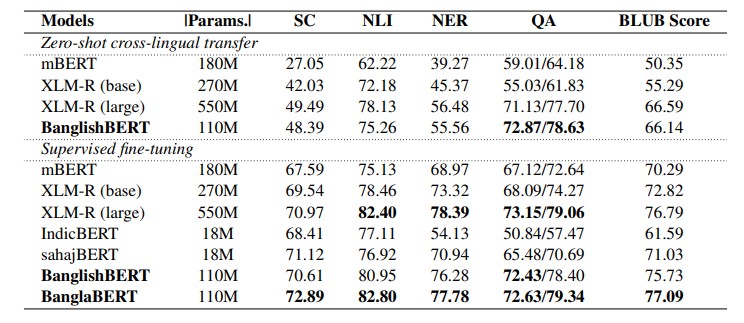 Models |Params.| SC NLI NER QA BLUB Score
Zero-shot cross-lingual transfer
mBERT 180M 27.05 62.22 39.27 59.01/64.18 50.35
XLM-R (base) 270M 42.03 72.18 45.37 55.03/61.83 55.29
XLM-R (large) 550M 49.49 78.13 56.48 71.13/77.70 66.59
BanglishBERT 110M 48.39 75.26 55.56 72.87/78.63 66.14
Supervised fine-tuning
mBERT 180M 67.59 75.13 68.97 67.12/72.64 70.29
XLM-R (base) 270M 69.54 78.46 73.32 68.09/74.27 72.82
XLM-R (large) 550M 70.97 82.40 78.39 73.15/79.06 76.79
IndicBERT 18M 68.41 77.11 54.13 50.84/57.47 61.59
sahajBERT 18M 71.12 76.92 70.94 65.48/70.69 71.03
BanglishBERT 110M 70.61 80.95 76.28 72.43/78.40 75.73
BanglaBERT 110M 72.89 82.80 77.78 72.63/79.34 77.09